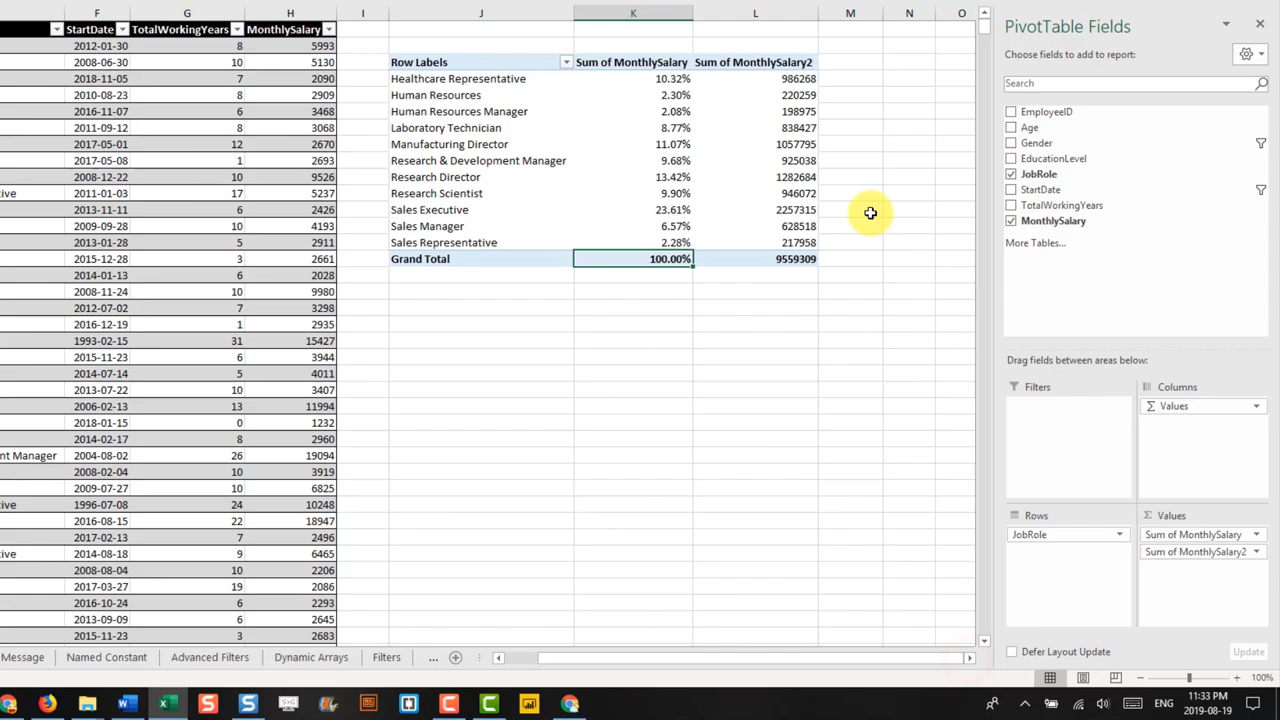 F G H I J K L M N O
StartDate TotalWorkingYears MonthlySalary
2012-01-30 8 5993
2008-06-30 10 5130 Row Labels Sum of MonthlySalary Sum of MonthlySalary2
2018-11-05 7 2090 Healthcare Representative 10.32% 986268
2010-08-23 8 2909 Human Resources 2.30% 220259
2016-11-07 6 3468 Human Resources Manager 2.08% 198975
2011-09-12 8 3068 Laboratory Technician 8.77% 838427
2017-05-01 12 2670 Manufacturing Director 11.07% 1057795
2017-05-08 1 2693 Research & Development Manager 9.68% 925038
2008-12-22 10 9526 Research Director 13.42% 1282684
tive 2011-01-03 17 5237 Research Scientist 9.90% 946072
2013-11-11 6 2426 Sales Executive 23.61% 2257315
2009-09-28 10 4193 Sales Manager 6.57% 628518
2013-01-28 5 2911 Sales Representative 2.28% 217958
2015-12-28 3 2661 Grand Total 100.00% 9559309
2014-01-13 6 2028
2008-11-24 10 9980
2012-07-02 7 3298
2016-12-19 1 2935
1993-02-15 31 15427
2015-11-23 6 3944
2014-07-14 5 4011
2013-07-22 10 3407
2006-02-13 13 11994
2018-01-15 0 1232
2014-02-17 8 2960
nt Manager 2004-08-02 26 19094
2008-02-04 10 3919
2009-07-27 10 6825
tive 1996-07-08 24 10248
2016-08-15 22 18947
2017-02-13 7 2496
tive 2014-08-18 9 6465
2008-08-04 10 2206
2017-03-27 19 2086
2016-10-24 6 2293
2013-09-09 6 2645
2015-11-23 3 2683
PivotTable Fields
Choose fields to add to report:
Search
EmployeeID
Age
Gender
EducationLevel
JobRole
StartDate
TotalWorkingYears
MonthlySalary
More Tables...
Drag fields between areas below:
Filters Columns
Σ Values
Rows Σ Values
JobRole Sum of MonthlySalary
Sum of MonthlySalary2
Defer Layout Update Update
Message Named Constant Advanced Filters Dynamic Arrays Filters ...
100%
ENG 11:33 PM
2019-08-19